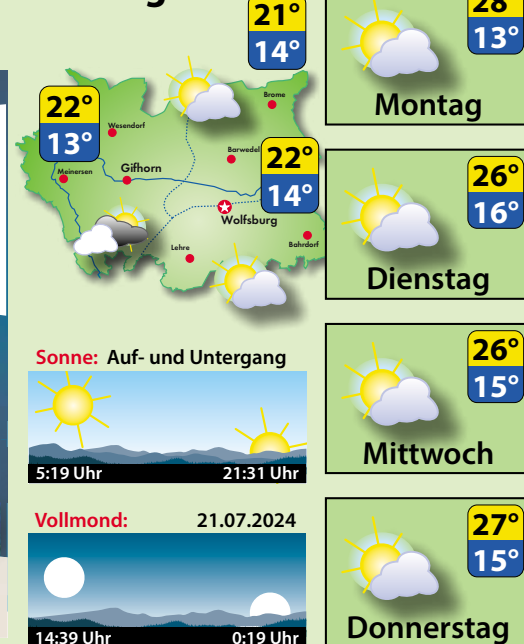 21°
14°
Brome
22°
13°
Wesendorf
Barwedel
22°
14°
Meinersen
Gifhorn
Wolfsburg
Lehre
Bahrdorf
Sonne: Auf- und Untergang
5:19 Uhr 21:31 Uhr
Vollmond: 21.07.2024
14:39 Uhr 0:19 Uhr
28°
13°
Montag
26°
16°
Dienstag
26°
15°
Mittwoch
27°
15°
Donnerstag